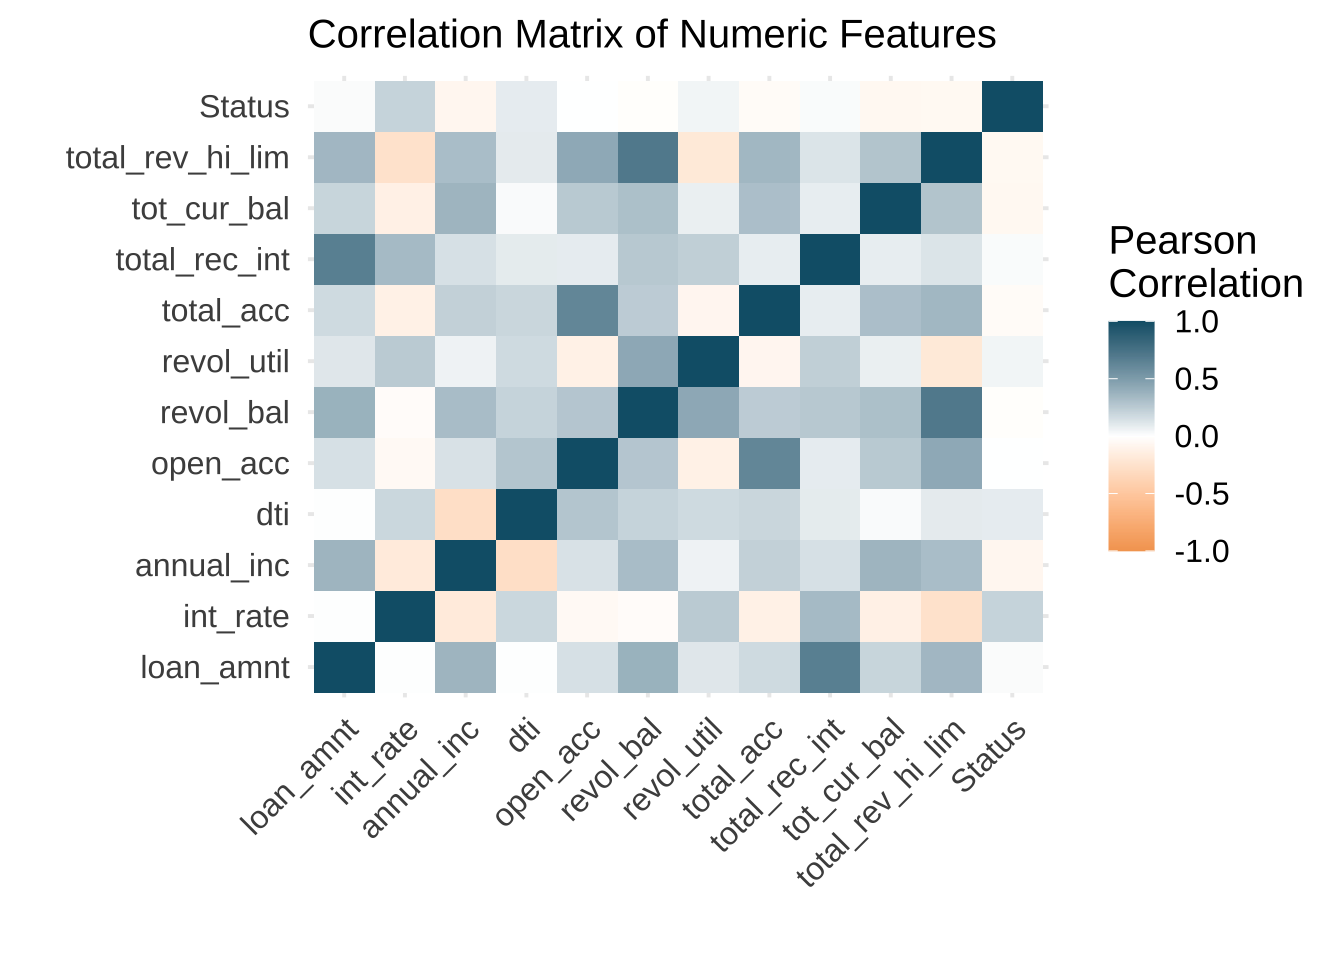 Correlation Matrix of Numeric Features
Status
total_rev_hi_lim
tot_cur_bal
total_rec_int
total_acc
revol_util
revol_bal
open_acc
dti
annual_inc
int_rate
loan_amnt
loan_amnt
int_rate
annual_inc
dti
open_acc
revol_bal
revol_util
total_acc
total_rec_int
tot_cur_bal
total_rev_hi_lim
Status
Pearson
Correlation
1.0
0.5
0.0
-0.5
-1.0